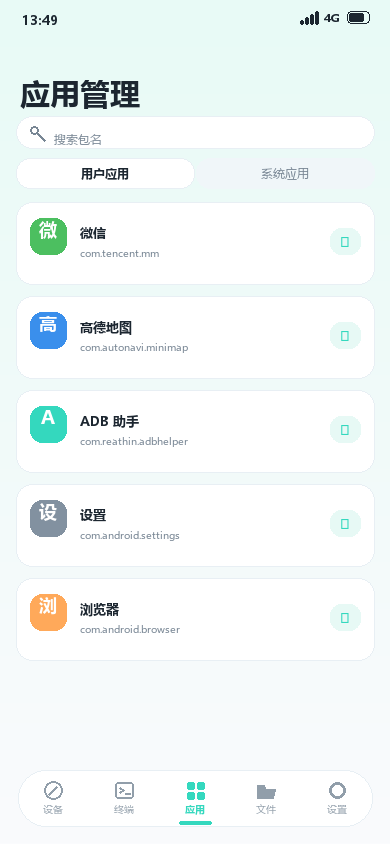 13:49
4G
应用管理
搜索包名
用户应用
系统应用
微
微信
com.tencent.mm
高
高德地图
com.autonavi.minimap
A
ADB 助手
com.reathin.adbhelper
设
设置
com.android.settings
浏
浏览器
com.android.browser
设备
终端
应用
文件
设置